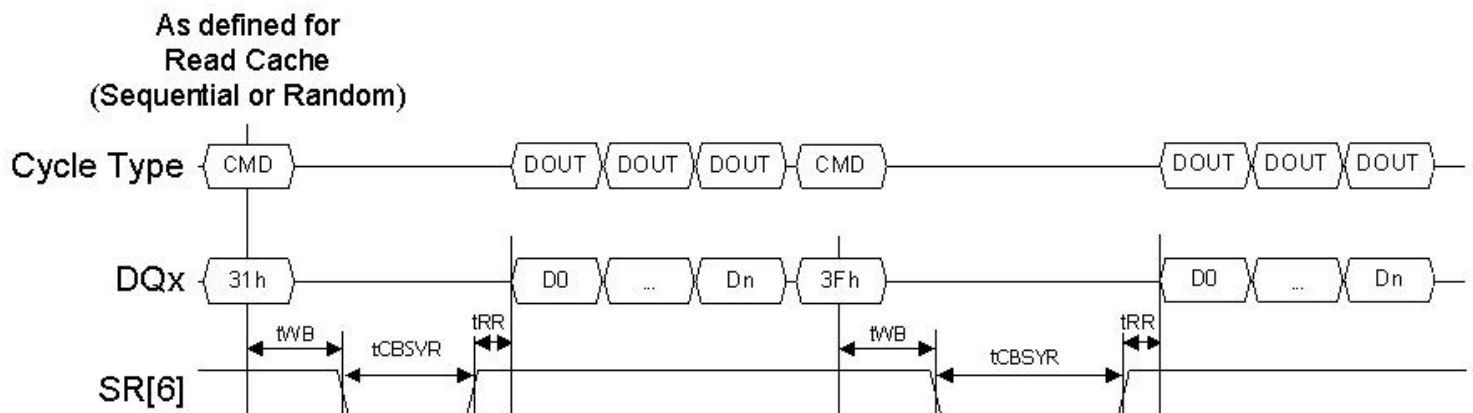 As defined for
Read Cache
(Sequential or Random)
Cycle Type CMD DOUT DOUT DOUT CMD DOUT DOUT DOUT
DQx 31h D0 ... Dn 3Fh D0 ... Dn
tWB tCBSYR tRR tWB tCBSYR tRR
SR[6]